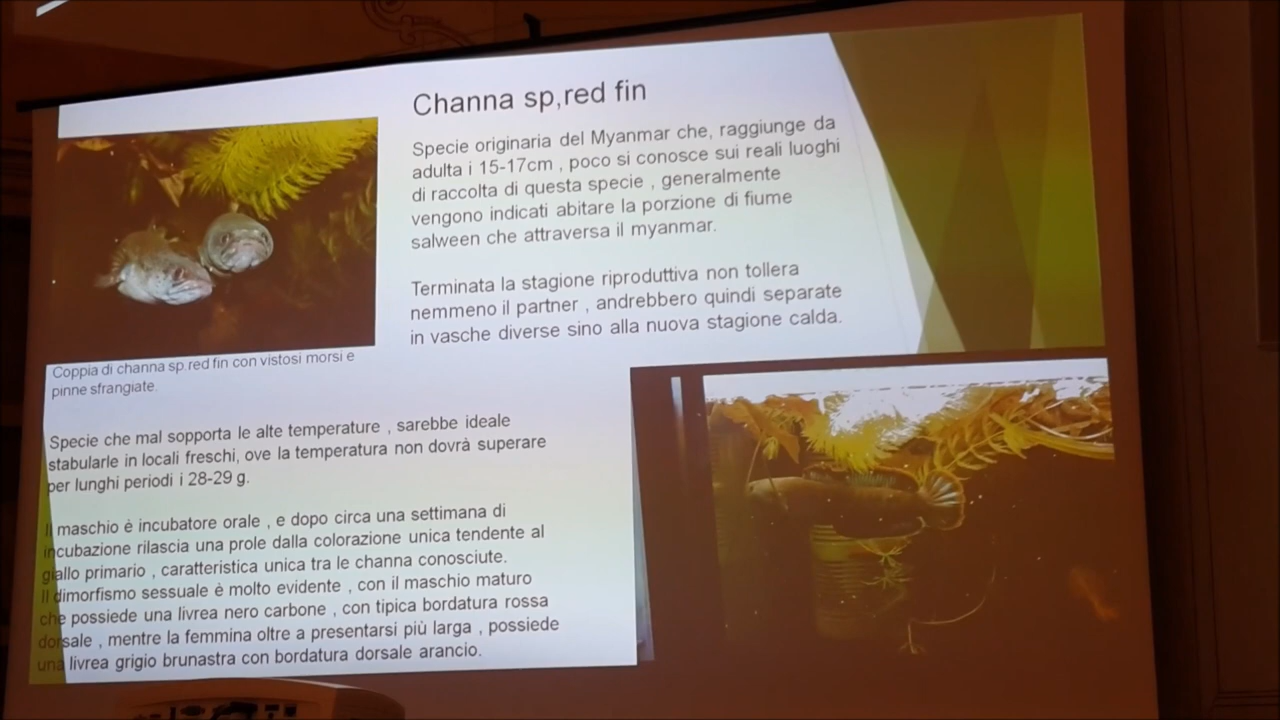 Channa sp,red fin
Specie originaria del Myanmar che, raggiunge da
adulta i 15-17cm , poco si conosce sui reali luoghi
di raccolta di questa specie , generalmente
vengono indicati abitare la porzione di fiume
salween che attraversa il myanmar.
Terminata la stagione riproduttiva non tollera
nemmeno il partner , andrebbero quindi separate
in vasche diverse sino alla nuova stagione calda.
Coppia di channa sp.red fin con vistosi morsi e
pinne sfrangiate.
Specie che mal sopporta le alte temperature , sarebbe ideale
stabularle in locali freschi, ove la temperatura non dovrà superare
per lunghi periodi i 28-29 g.
Il maschio è incubatore orale , e dopo circa una settimana di
incubazione rilascia una prole dalla colorazione unica tendente al
giallo primario , caratteristica unica tra le channa conosciute.
Il dimorfismo sessuale è molto evidente , con il maschio maturo
che possiede una livrea nero carbone , con tipica bordatura rossa
dorsale , mentre la femmina oltre a presentarsi più larga , possiede
una livrea grigio brunastra con bordatura dorsale arancio.